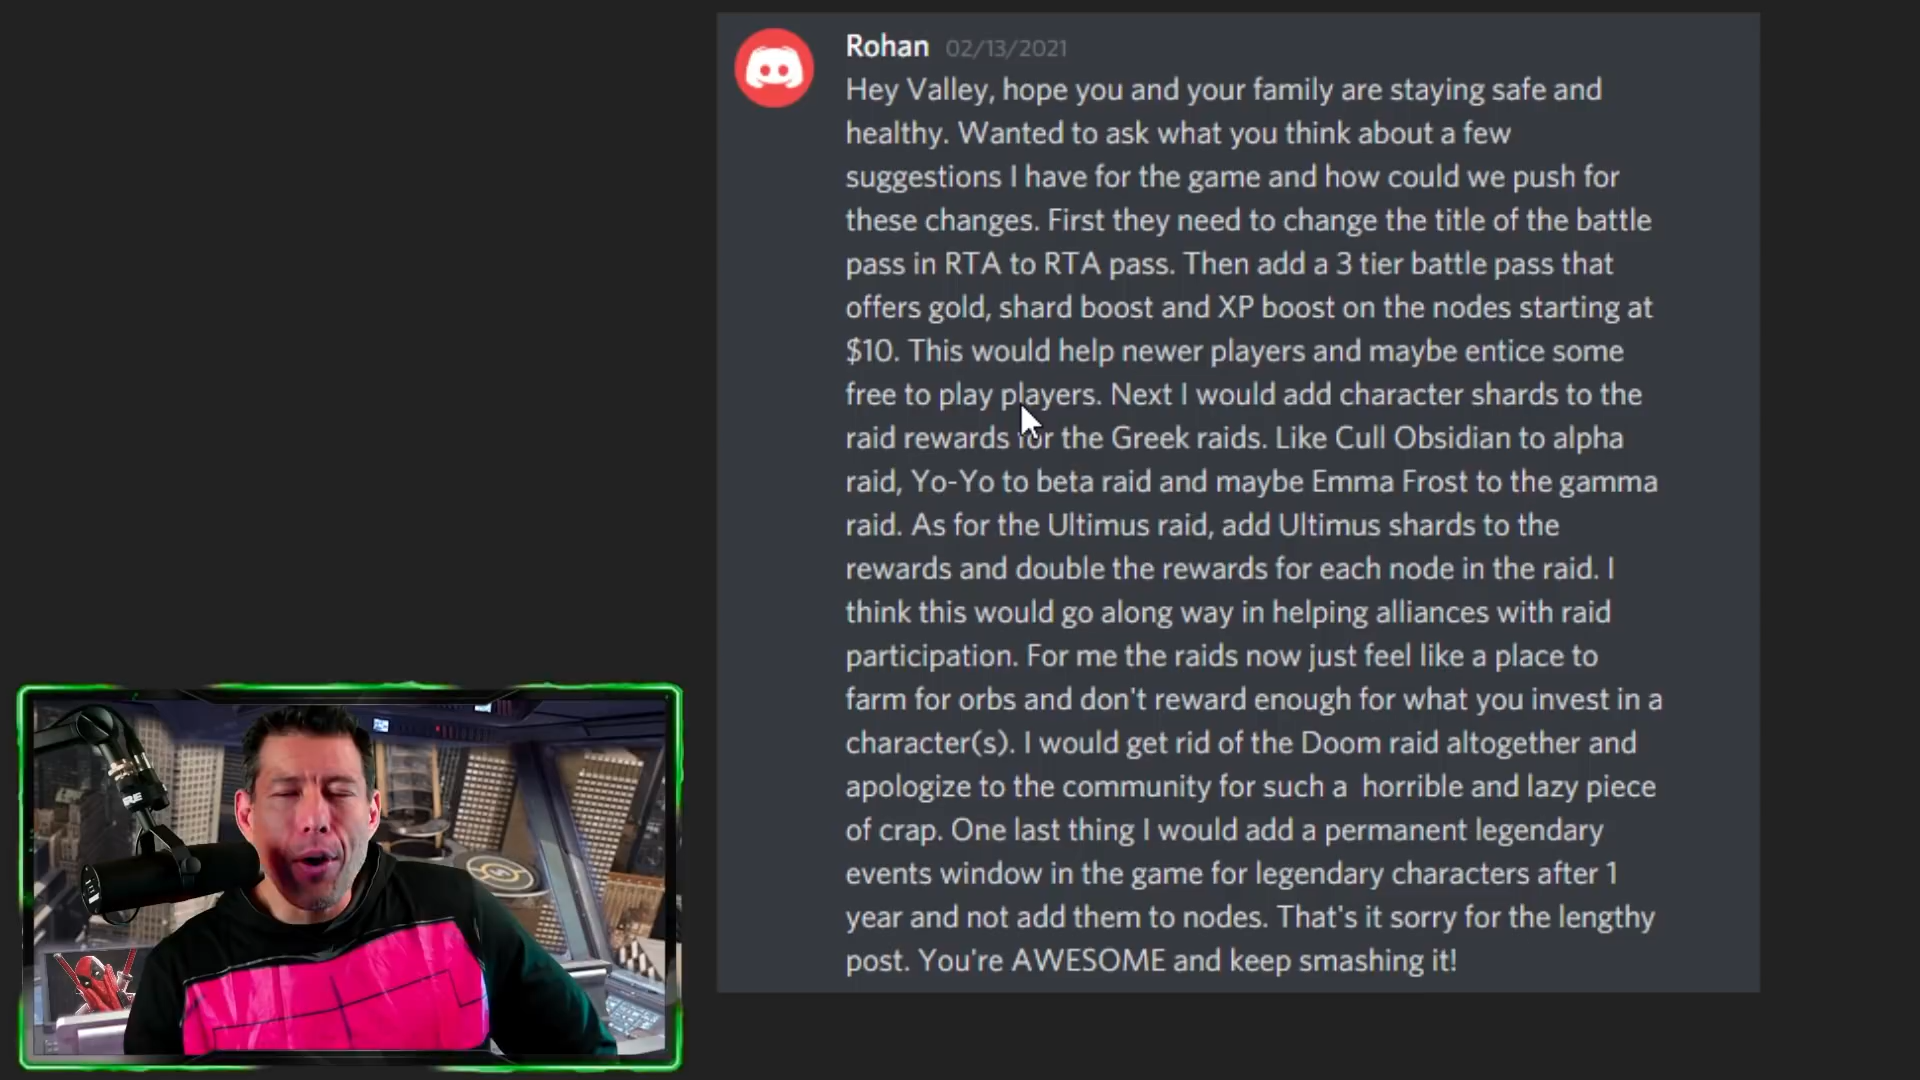 Rohan 02/13/2021
Hey Valley, hope you and your family are staying safe and
healthy. Wanted to ask what you think about a few
suggestions I have for the game and how could we push for
these changes. First they need to change the title of the battle
pass in RTA to RTA pass. Then add a 3 tier battle pass that
offers gold, shard boost and XP boost on the nodes starting at
$10. This would help newer players and maybe entice some
free to play players. Next I would add character shards to the
raid rewards for the Greek raids. Like Cull Obsidian to alpha
raid, Yo-Yo to beta raid and maybe Emma Frost to the gamma
raid. As for the Ultimus raid, add Ultimus shards to the
rewards and double the rewards for each node in the raid. I
think this would go along way in helping alliances with raid
participation. For me the raids now just feel like a place to
farm for orbs and don't reward enough for what you invest in a
character(s). I would get rid of the Doom raid altogether and
apologize to the community for such a  horrible and lazy piece
of crap. One last thing I would add a permanent legendary
events window in the game for legendary characters after 1
year and not add them to nodes. That's it sorry for the lengthy
post. You're AWESOME and keep smashing it!